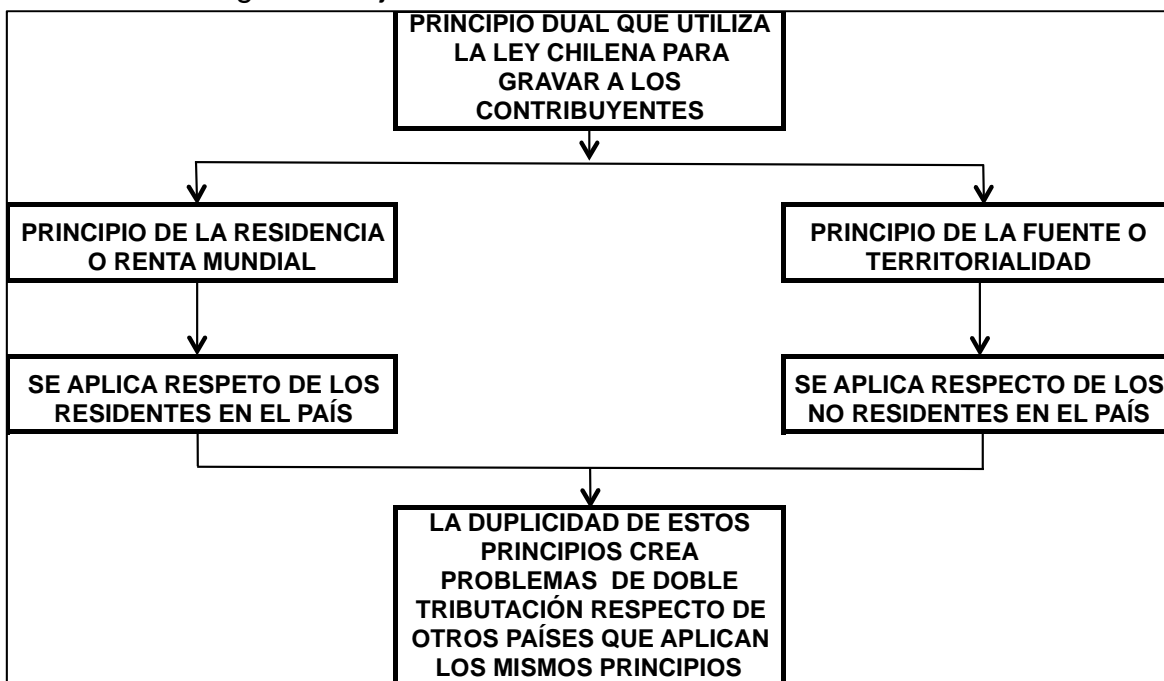 PRINCIPIO DUAL QUE UTILIZA
LA LEY CHILENA PARA
GRAVAR A LOS
CONTRIBUYENTES
PRINCIPIO DE LA RESIDENCIA
O RENTA MUNDIAL
PRINCIPIO DE LA FUENTE O
TERRITORIALIDAD
SE APLICA RESPETO DE LOS
RESIDENTES EN EL PAÍS
SE APLICA RESPECTO DE LOS
NO RESIDENTES EN EL PAÍS
LA DUPLICIDAD DE ESTOS
PRINCIPIOS CREA
PROBLEMAS DE DOBLE
TRIBUTACIÓN RESPECTO DE
OTROS PAÍSES QUE APLICAN
LOS MISMOS PRINCIPIOS